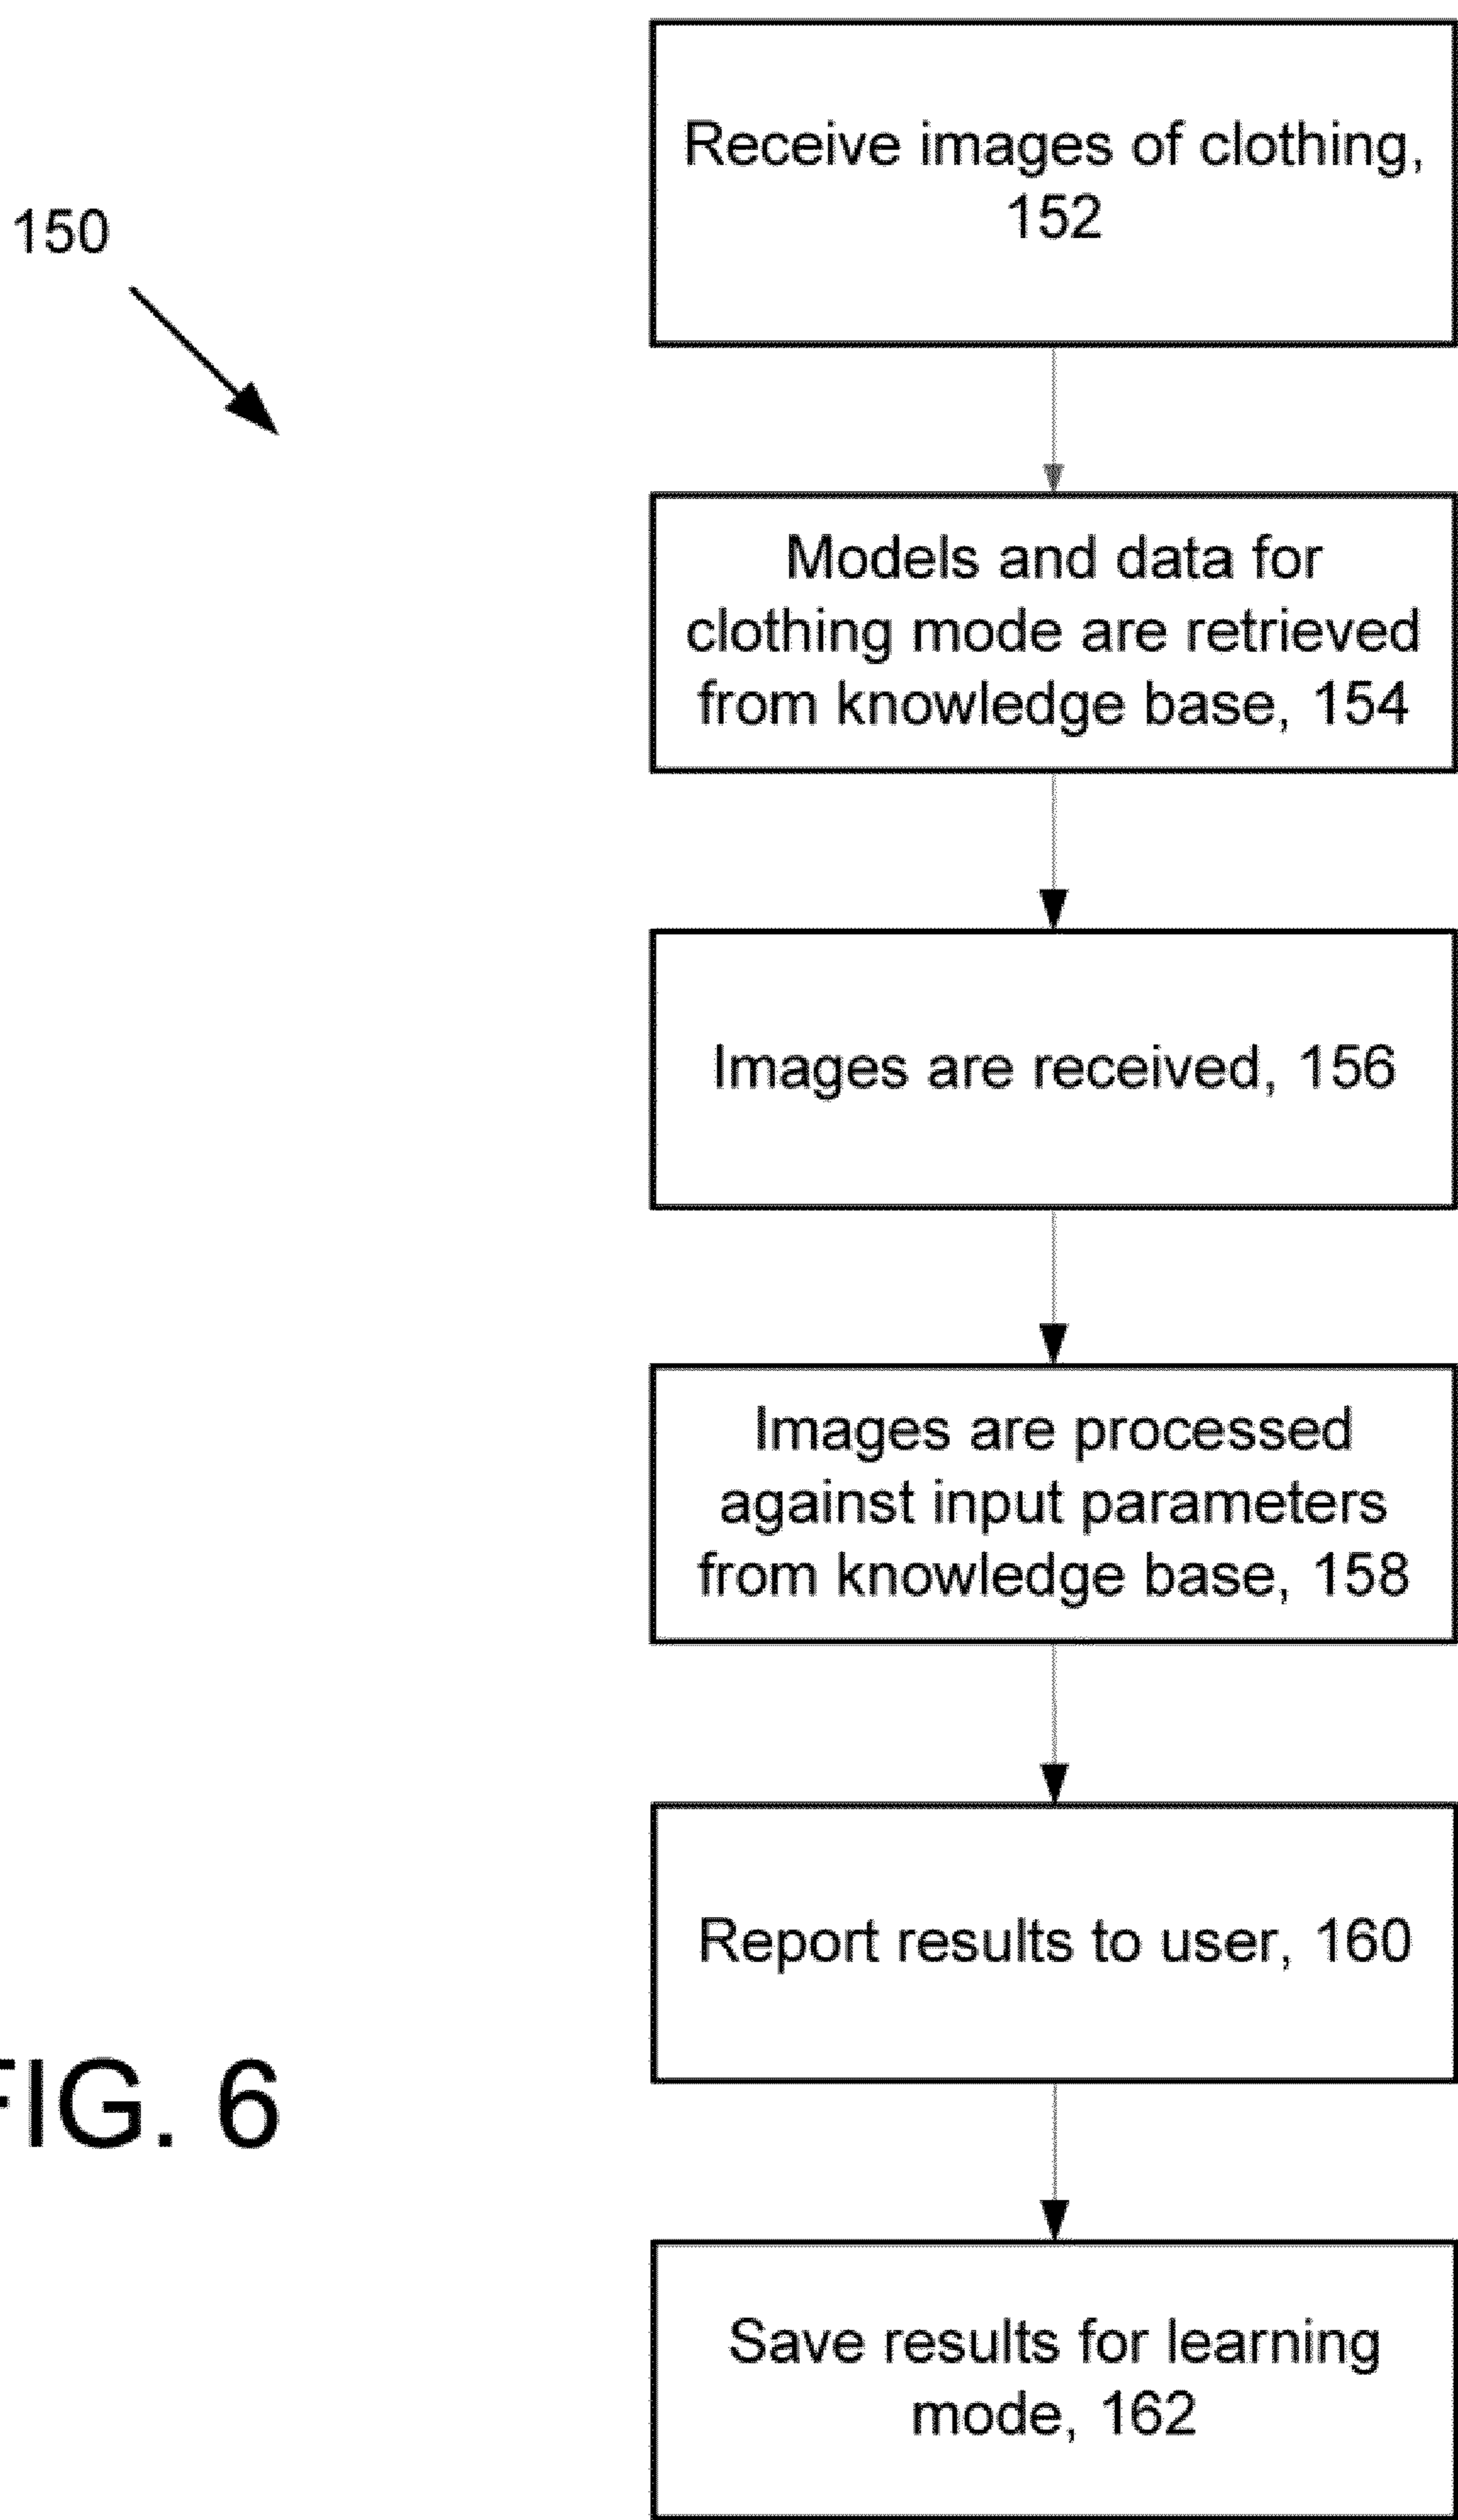 Receive images of clothing,
152
150
Models and data for
clothing mode are retrieved
from knowledge base, 154
Images are received, 156
Images are processed
against input parameters
from knowledge base, 158
Report results to user, 160
FIG. 6
Save results for learning
mode, 162